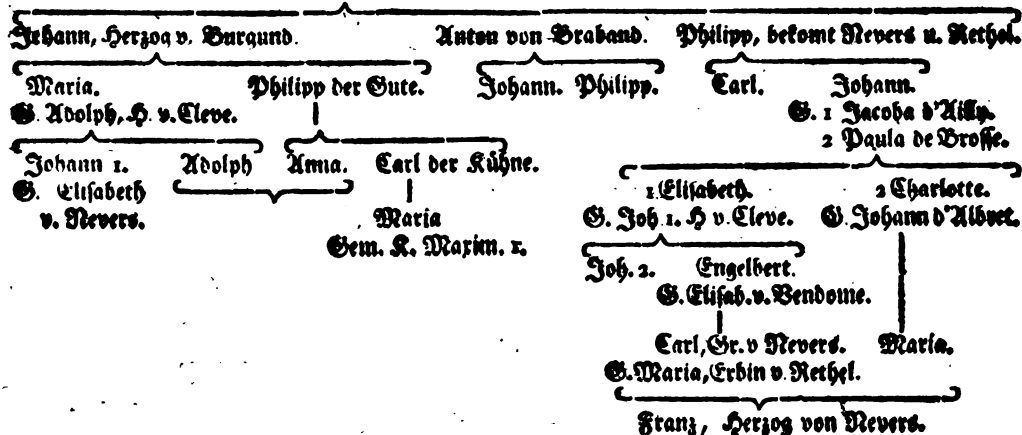 Johann, Herzog v. Burgund. Anton von Braband. Philipp, bekomt Nevers u. Rethel.
Maria. Philipp der Gute. Johann. Philipp. Carl. Johann.
G. Adolph, H. v. Cleve. G. 1 Jacoba d'Ailly.
2 Paula de Brosse.
Johann 1. Adolph Anna. Carl der Kühne.
G. Elisabeth 1 Elisabeth. 2 Charlotte.
v. Nevers. Maria G. Joh. 1. H v. Cleve. G. Johann d'Albret.
Gem. K. Maxim. 1.
Joh. 2. Engelbert.
G. Elisab. v. Vendome.
Carl, Gr. v Nevers. Maria.
G. Maria, Erbin v. Rethel.
Franz, Herzog von Nevers.